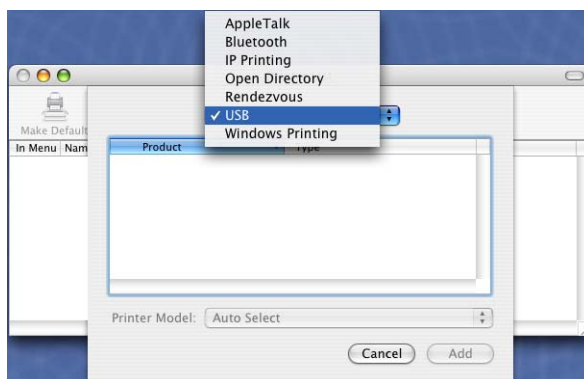 AppleTalk
Bluetooth
IP Printing
Open Directory
Rendezvous
✓ USB
Windows Printing
Make Default
In Menu Nam
Product Type
Printer Model: Auto Select
Cancel Add